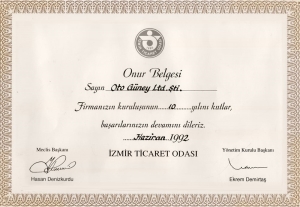 Onur Belgesi
Sayın Oto Güney Ltd. Şti.
Firmanızın kuruluşunun 10 yılını kutlar,
başarılarınızın devamını dileriz.
Haziran 1992
Meclis Başkanı
İZMİR TİCARET ODASI
Yönetim Kurulu Başkanı
Hasan Denizkurdu
Ekrem Demirtaş